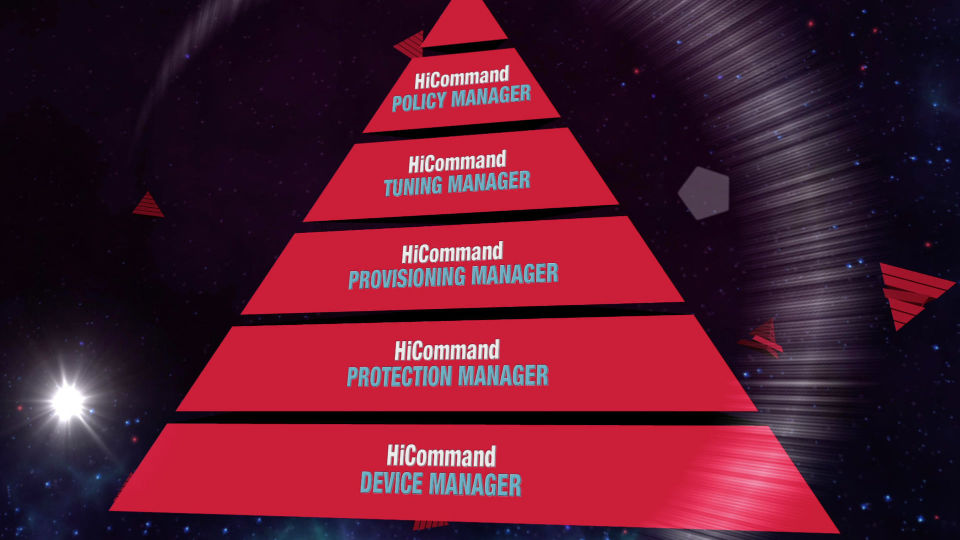 HiCommand
POLICY MANAGER
HiCommand
TUNING MANAGER
HiCommand
PROVISIONING MANAGER
HiCommand
PROTECTION MANAGER
HiCommand
DEVICE MANAGER